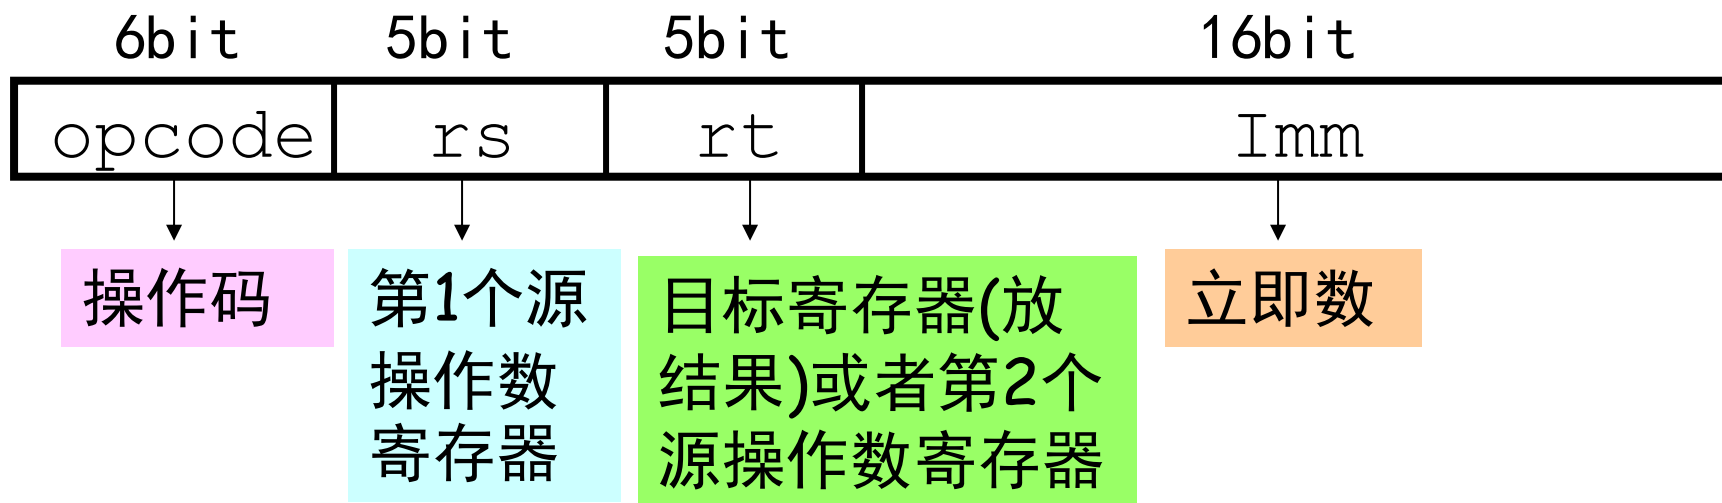 6bit 5bit 5bit 16bit
opcode rs rt Imm
操作码
第1个源
操作数
寄存器
目标寄存器(放
结果)或者第2个
源操作数寄存器
立即数